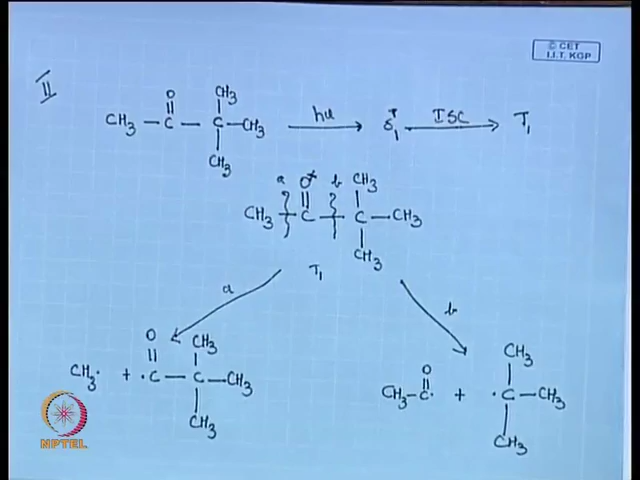 © CET
I.I.T. KGP
II
O CH3
|| |
CH3 — C — C — CH3 hν S1* ISC T1
|
CH3
a O* b CH3
|| |
CH3 — C — C — CH3
|
CH3
T1
a b
O CH3
|| |
CH3· + ·C — C — CH3
|
CH3
O CH3
|| |
CH3 — C· + ·C — CH3
|
CH3
NPTEL